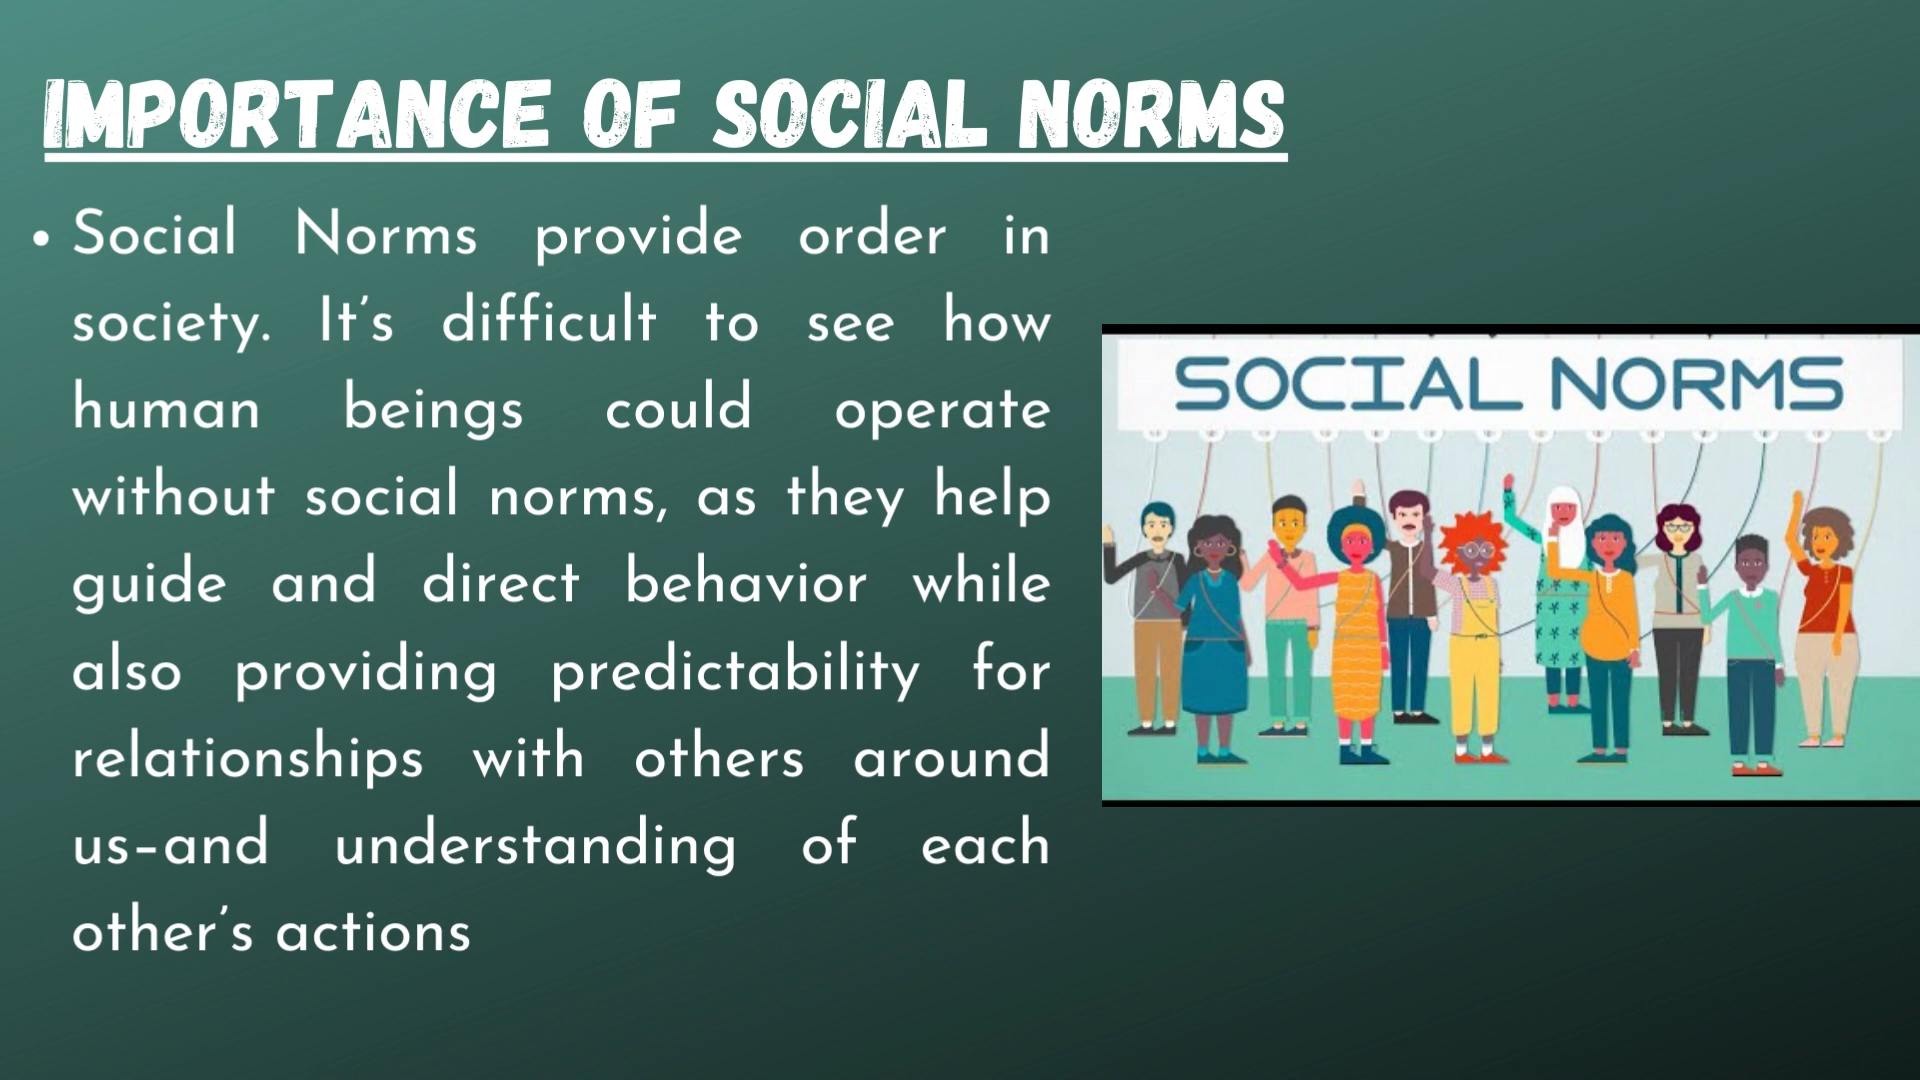 IMPORTANCE OF SOCIAL NORMS
• Social Norms provide order in
society. It’s difficult to see how
human beings could operate
without social norms, as they help
guide and direct behavior while
also providing predictability for
relationships with others around
us–and understanding of each
other’s actions
SOCIAL NORMS